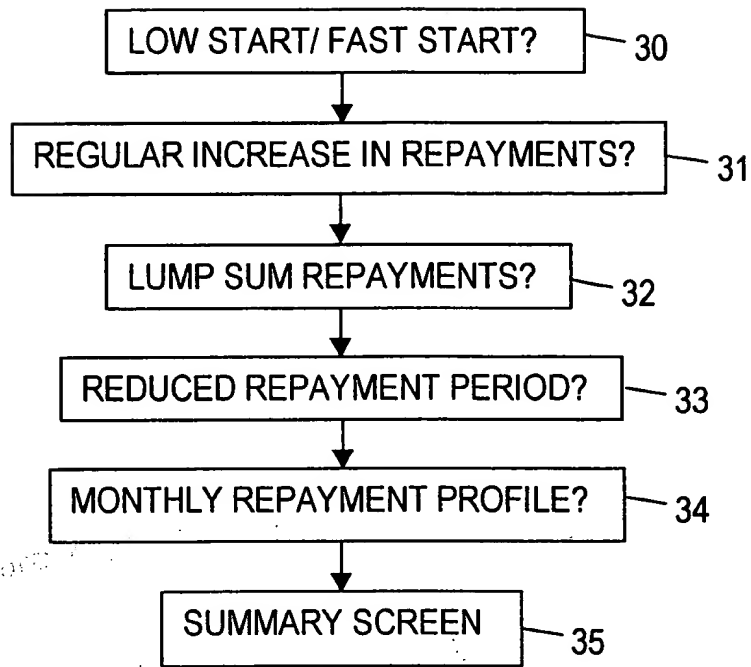 LOW START/ FAST START? 30
REGULAR INCREASE IN REPAYMENTS? 31
LUMP SUM REPAYMENTS? 32
REDUCED REPAYMENT PERIOD? 33
MONTHLY REPAYMENT PROFILE? 34
SUMMARY SCREEN 35